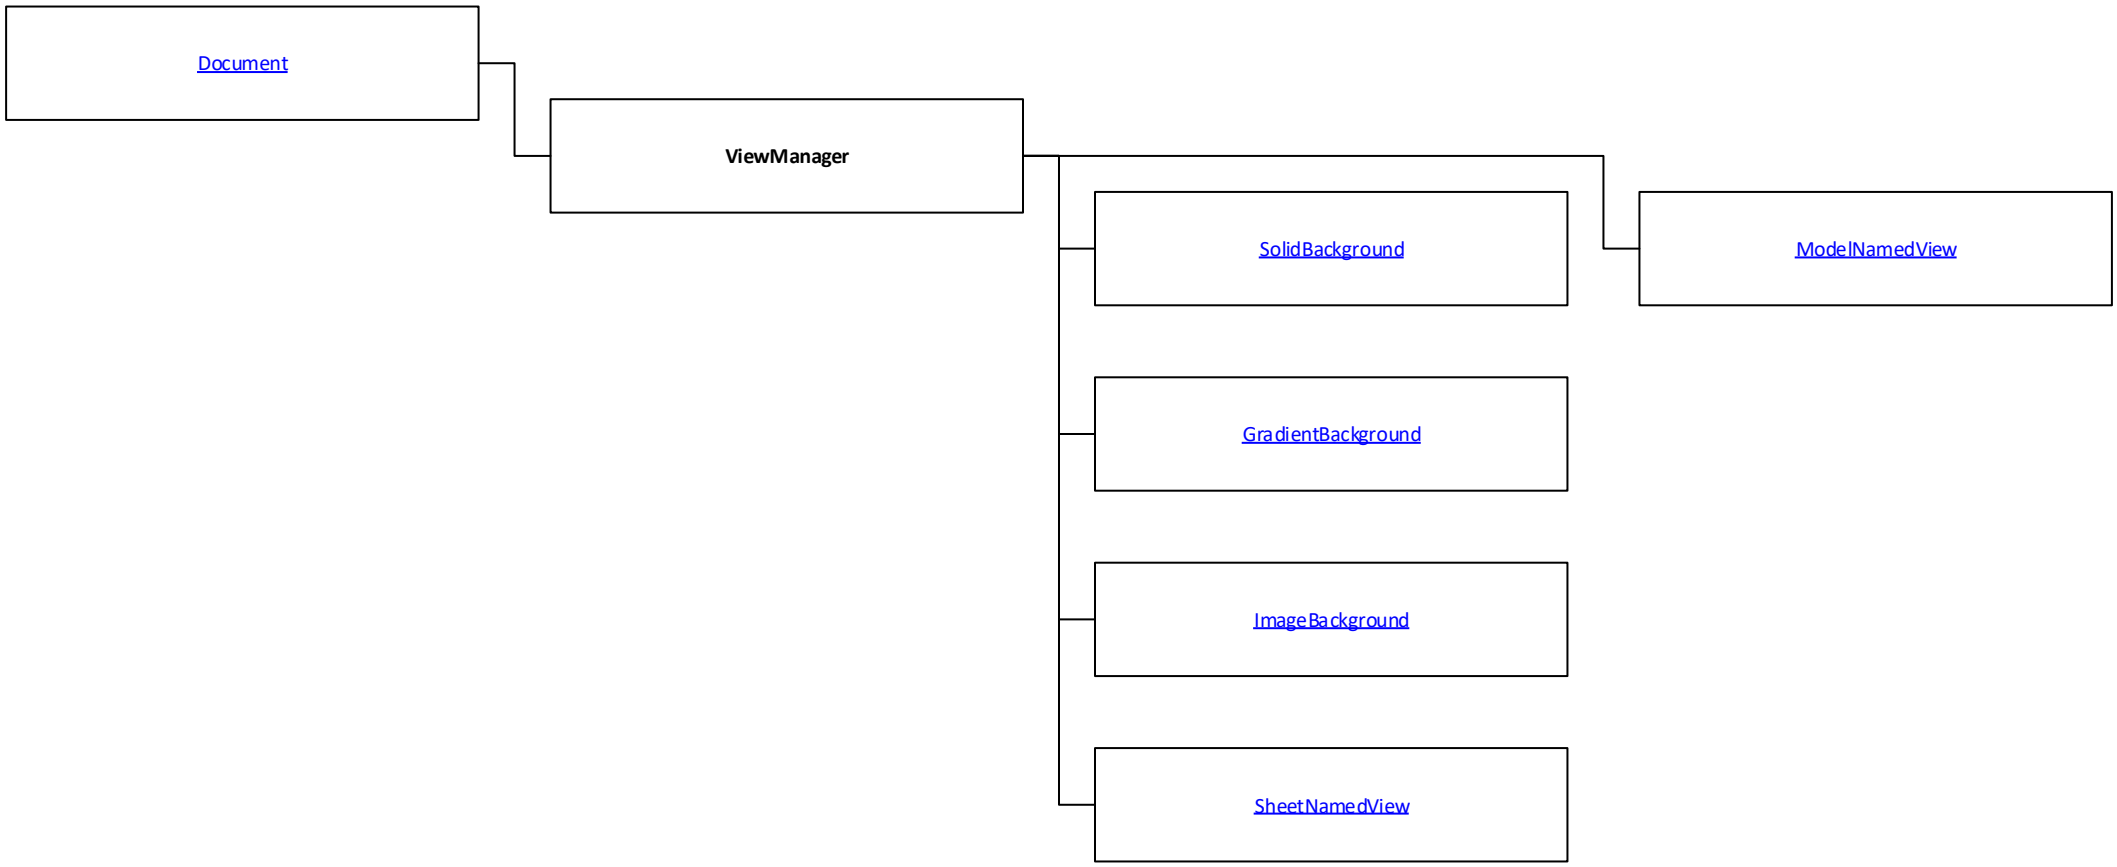 Document
ViewManager
SolidBackground
ModelNamedView
GradientBackground
ImageBackground
SheetNamedView